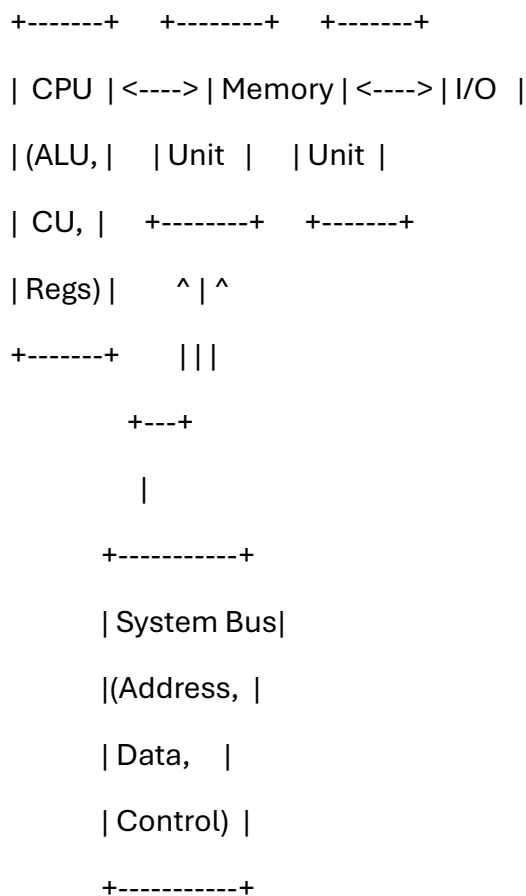 +-------+ +--------+ +-------+
| CPU | <----> | Memory | <----> | I/O |
| (ALU, | | Unit | | Unit |
| CU, | +--------+ +-------+
| Regs) | ^ | ^
+-------+ | | |
+---+
|
+-----------+
| System Bus|
|(Address, |
| Data, |
| Control) |
+-----------+